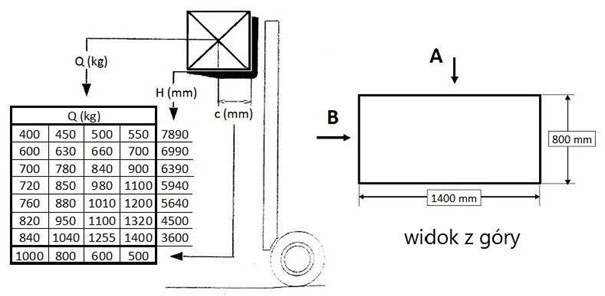 Q (kg)
H (mm)
c (mm)
Q (kg)
400 450 500 550 7890
600 630 660 700 6990
700 780 840 900 6390
720 850 980 1100 5940
760 880 1010 1200 5640
820 950 1100 1320 4500
840 1040 1255 1400 3600
1000 800 600 500
A
B
800 mm
1400 mm
widok z góry